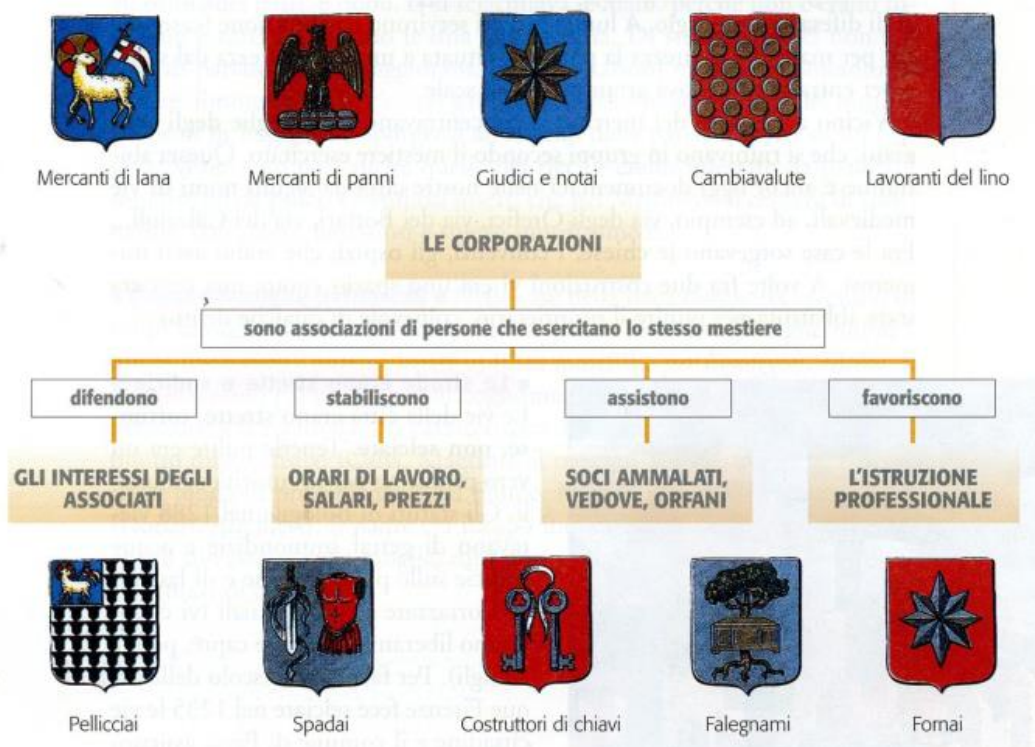 Mercanti di lana
Mercanti di panni
Giudici e notai
Cambiavalute
Lavoranti del lino
LE CORPORAZIONI
sono associazioni di persone che esercitano lo stesso mestiere
difendono
stabiliscono
assistono
favoriscono
GLI INTERESSI DEGLI
ASSOCIATI
ORARI DI LAVORO,
SALARI, PREZZI
SOCI AMMALATI,
VEDOVE, ORFANI
L'ISTRUZIONE
PROFESSIONALE
Pellicciai
Spadai
Costruttori di chiavi
Falegnami
Fornai